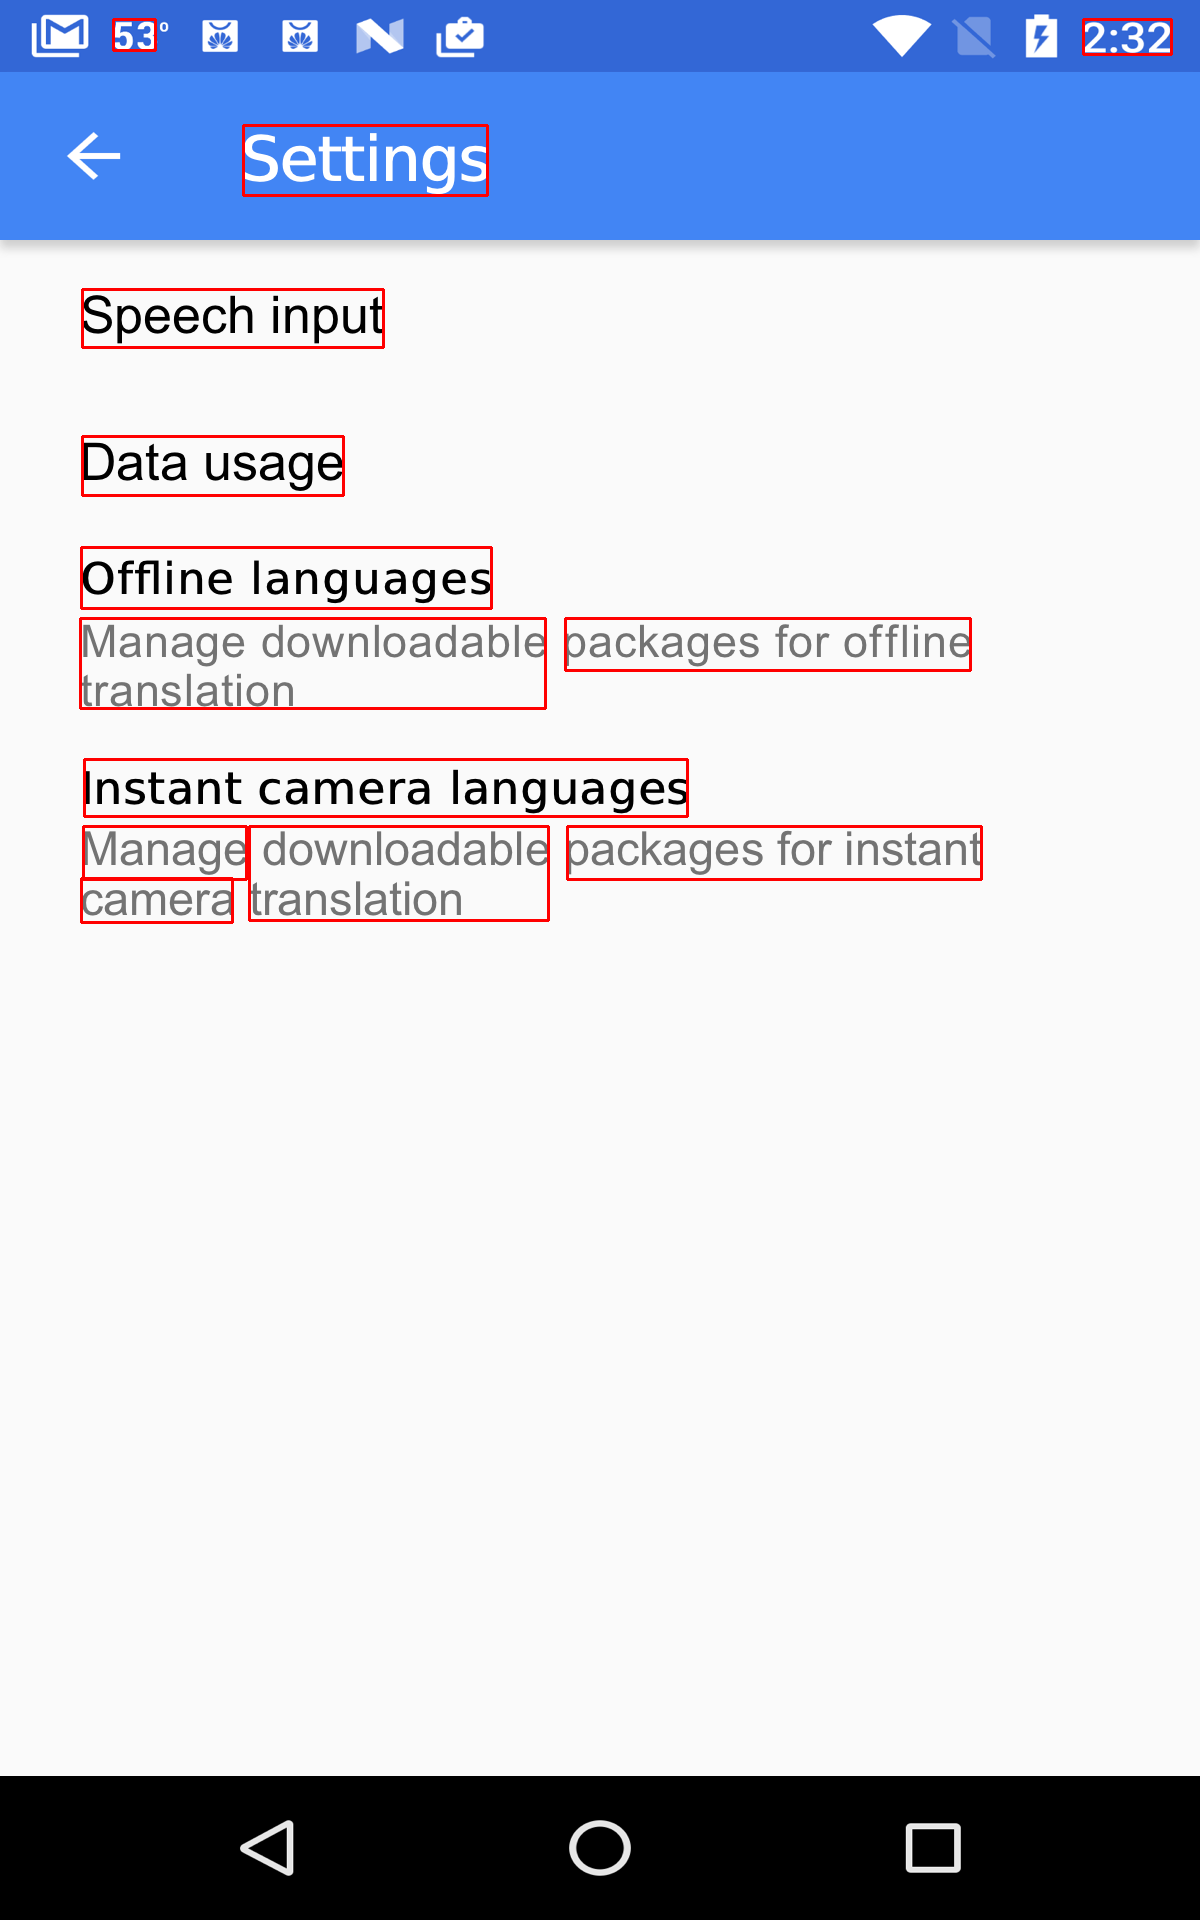 53° 2:32
Settings
Speech input
Data usage
Offline languages
Manage downloadable packages for offline
translation
Instant camera languages
Manage downloadable packages for instant
camera translation